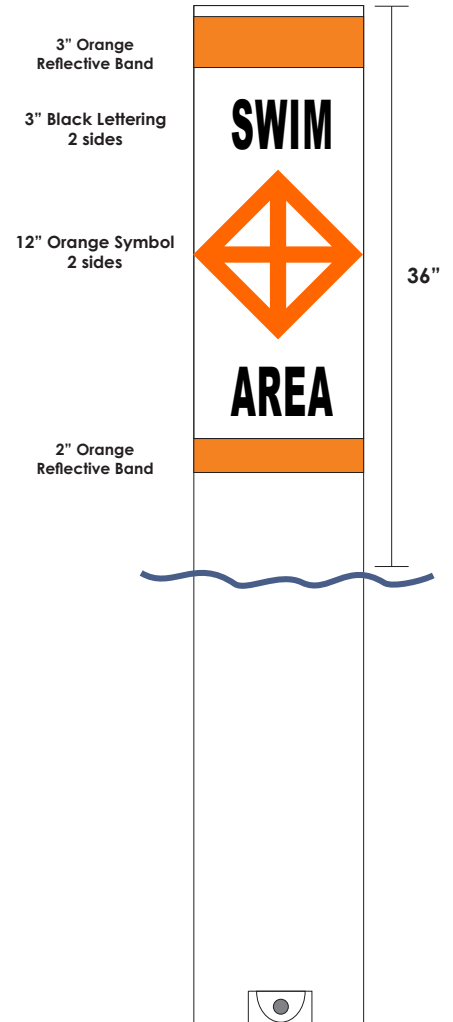 3” Orange
Reflective Band
3” Black Lettering
2 sides
SWIM
12” Orange Symbol
2 sides
36”
AREA
2” Orange
Reflective Band